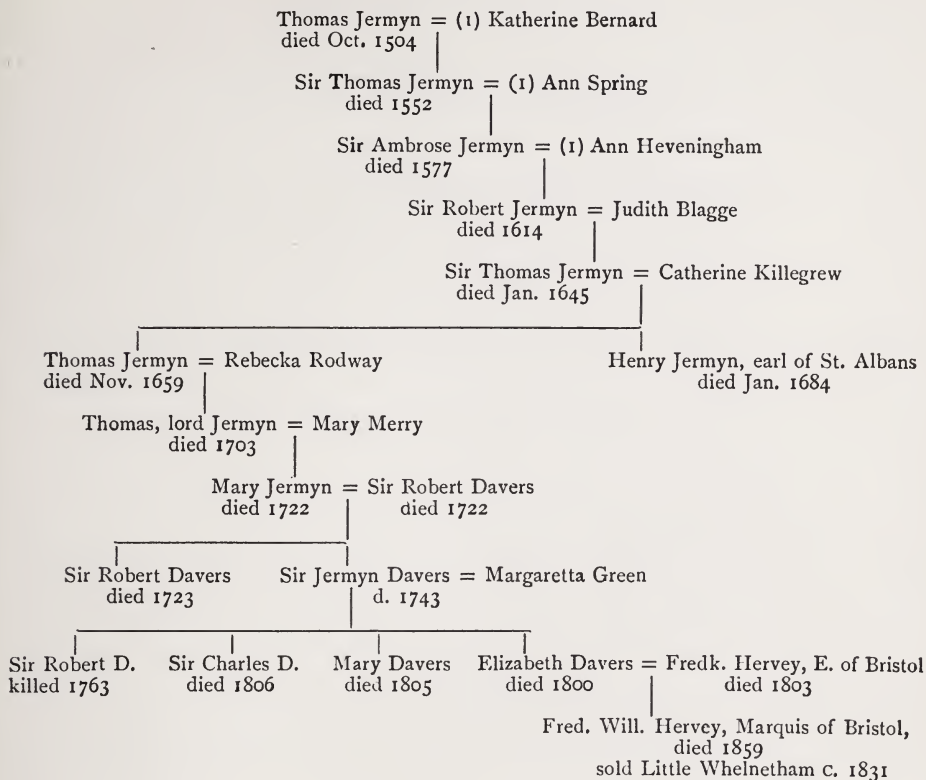 Thomas Jermyn = (1) Katherine Bernard
died Oct. 1504
Sir Thomas Jermyn = (1) Ann Spring
died 1552
Sir Ambrose Jermyn = (1) Ann Heveningham
died 1577
Sir Robert Jermyn = Judith Blagge
died 1614
Sir Thomas Jermyn = Catherine Killegrew
died Jan. 1645
Thomas Jermyn = Rebecka Rodway
died Nov. 1659
Henry Jermyn, earl of St. Albans
died Jan. 1684
Thomas, lord Jermyn = Mary Merry
died 1703
Mary Jermyn = Sir Robert Davers
died 1722 died 1722
Sir Robert Davers
died 1723
Sir Jermyn Davers = Margaretta Green
d. 1743
Sir Robert D.
killed 1763
Sir Charles D.
died 1806
Mary Davers
died 1805
Elizabeth Davers = Fredk. Hervey, E. of Bristol
died 1800 died 1803
Fred. Will. Hervey, Marquis of Bristol,
died 1859
sold Little Whelnetham c. 1831